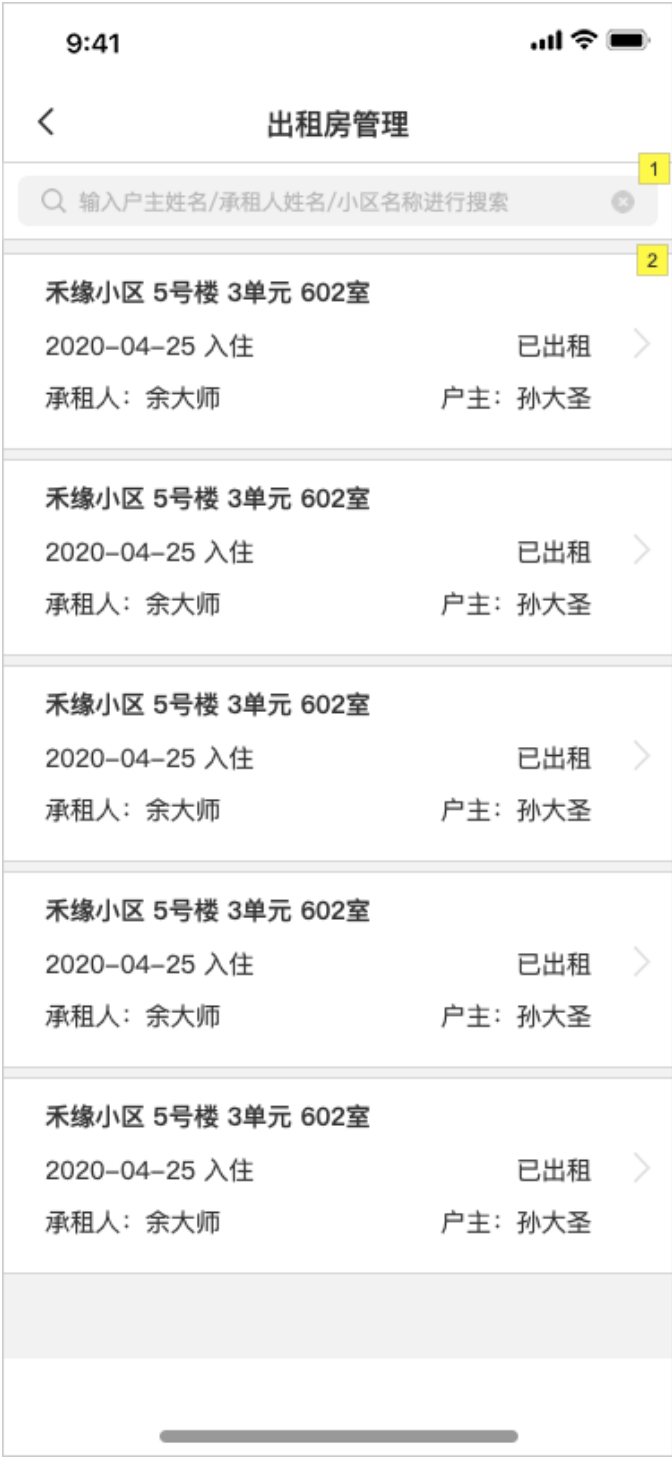 9:41
出租房管理
1
输入户主姓名/承租人姓名/小区名称进行搜索
2
禾缘小区 5号楼 3单元 602室
2020-04-25 入住 已出租
承租人：余大师 户主：孙大圣
禾缘小区 5号楼 3单元 602室
2020-04-25 入住 已出租
承租人：余大师 户主：孙大圣
禾缘小区 5号楼 3单元 602室
2020-04-25 入住 已出租
承租人：余大师 户主：孙大圣
禾缘小区 5号楼 3单元 602室
2020-04-25 入住 已出租
承租人：余大师 户主：孙大圣
禾缘小区 5号楼 3单元 602室
2020-04-25 入住 已出租
承租人：余大师 户主：孙大圣